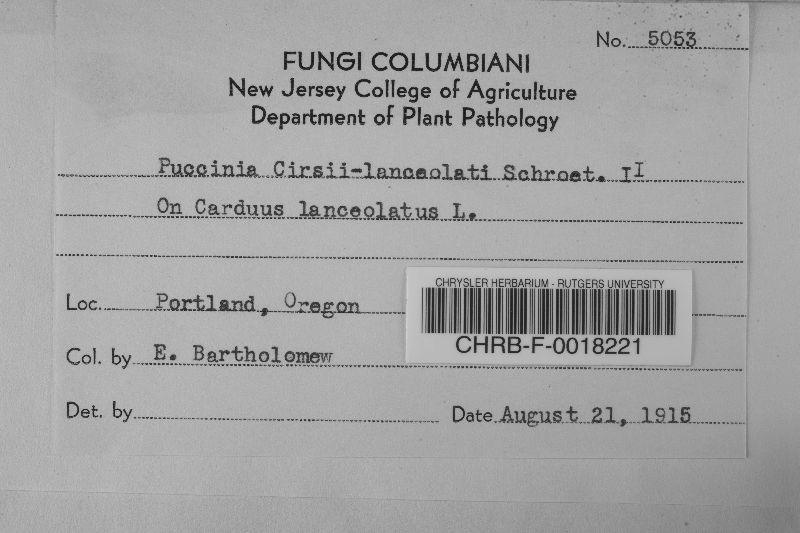 No. 5053
FUNGI COLUMBIANI
New Jersey College of Agriculture
Department of Plant Pathology
Puccinia Cirsii-lanceolati Schroet. II
On Carduus lanceolatus L.
Loc. Portland, Oregon
CHRYSLER HERBARIUM - RUTGERS UNIVERSITY
CHRB-F-0018221
Col. by E. Bartholomew
Det. by
Date August 21, 1915